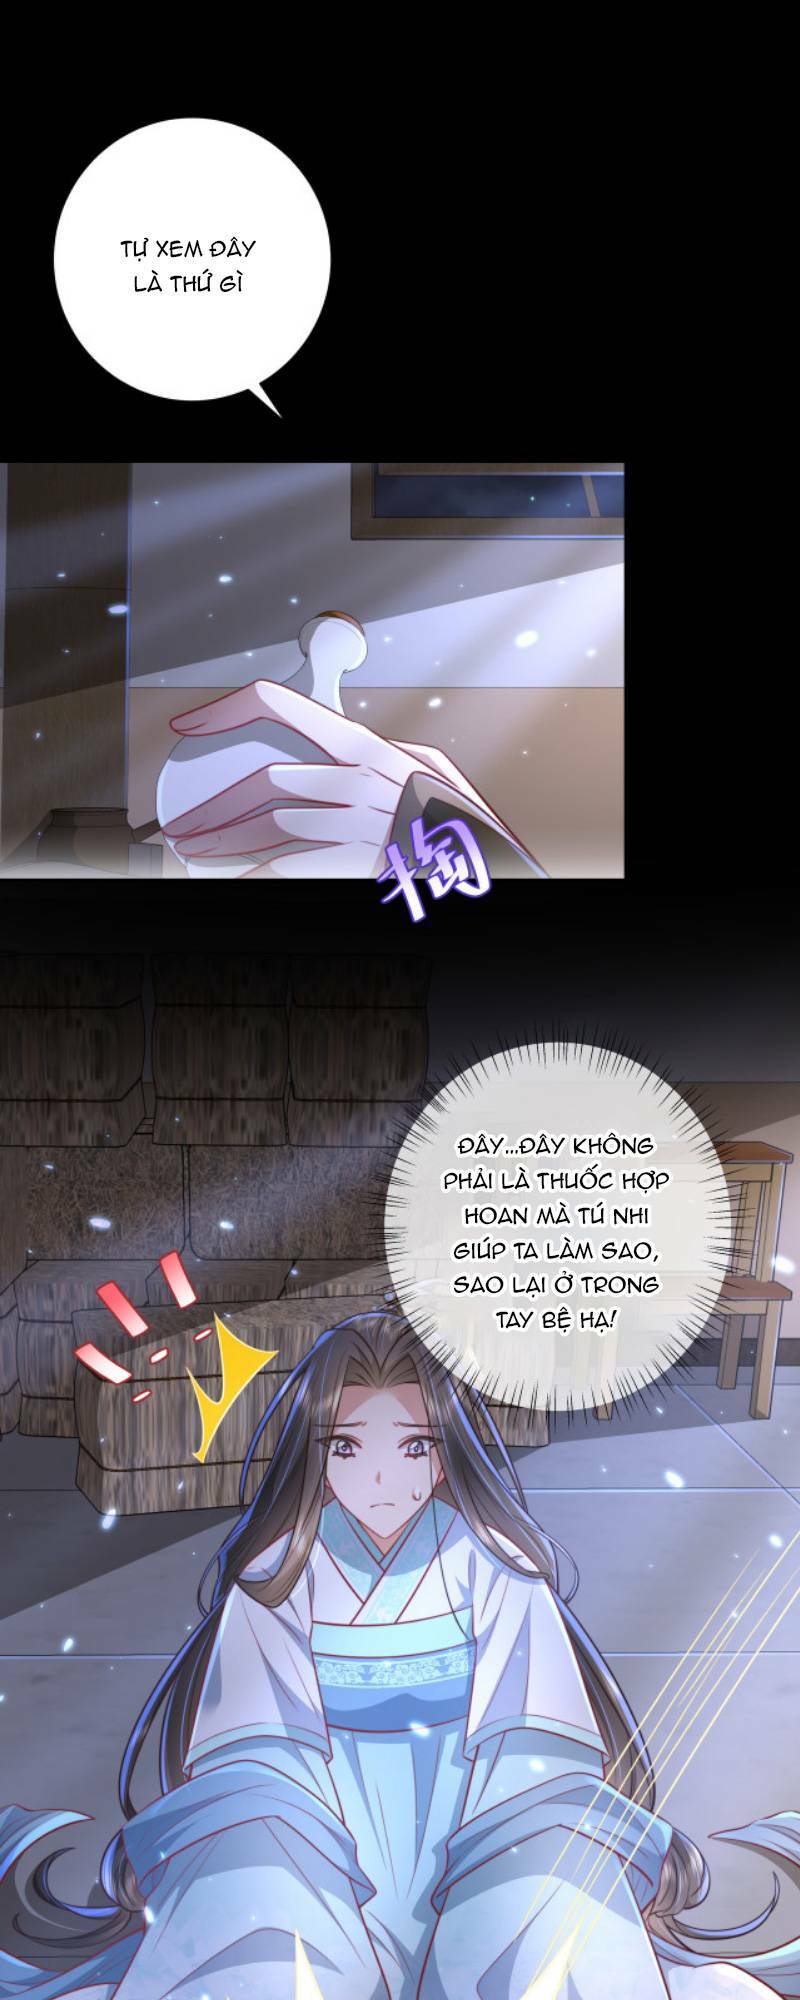 TỰ XEM ĐÂY
LÀ THỨ GÌ
掏
ĐÂY...ĐÂY KHÔNG
PHẢI LÀ THUỐC HỢP
HOAN MÀ TÚ NHI
GIÚP TA LÀM SAO,
SAO LẠI Ở TRONG
TAY BỆ HẠ!